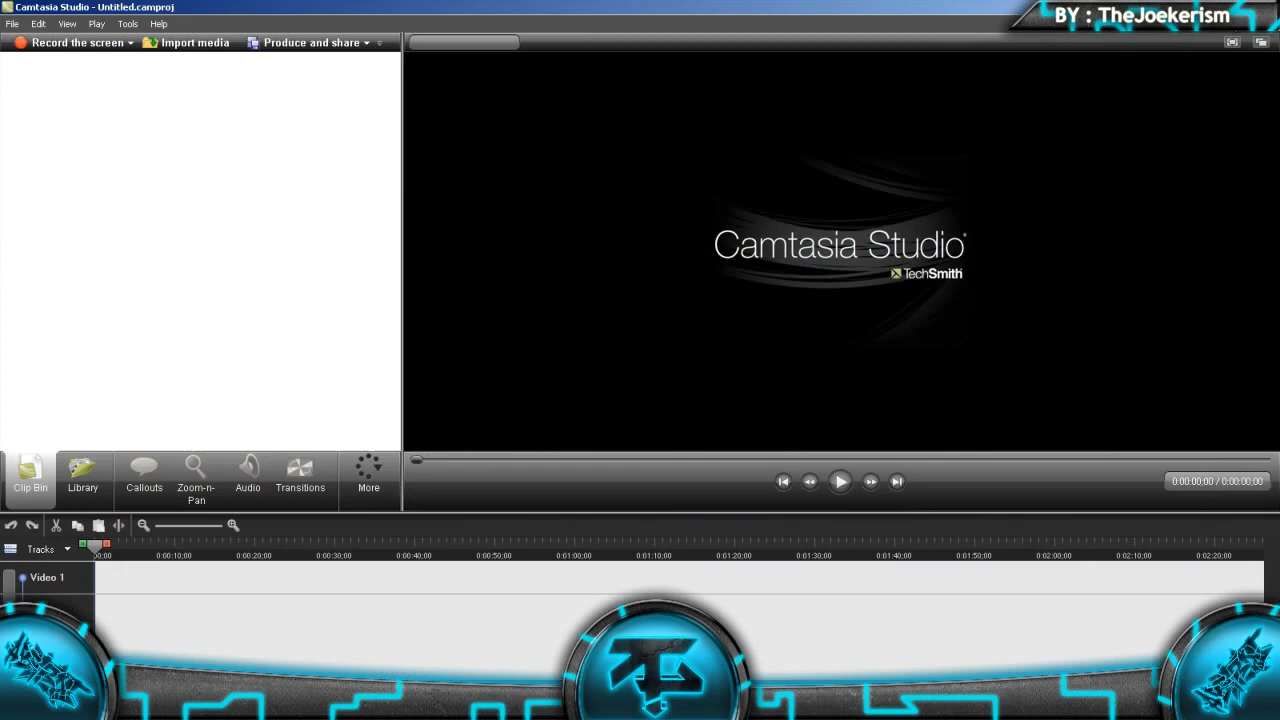 Camtasia Studio - Untitled.camproj
BY : TheJoekerism
File Edit View Play Tools Help
Record the screen Import media Produce and share
Camtasia Studio
TechSmith
Clip Bin Library Callouts Zoom-n-Pan Audio Transitions More
0:00:00;00 / 0:00:00;00
Tracks 00;00 0:00:10;00 0:00:20;00 0:00:30;00 0:00:40;00 0:00:50;00 0:01:00;00 0:01:10;00 0:01:20;00 0:01:30;00 0:01:40;00 0:01:50;00 0:02:00;00 0:02:10;00 0:02:20;00
Video 1